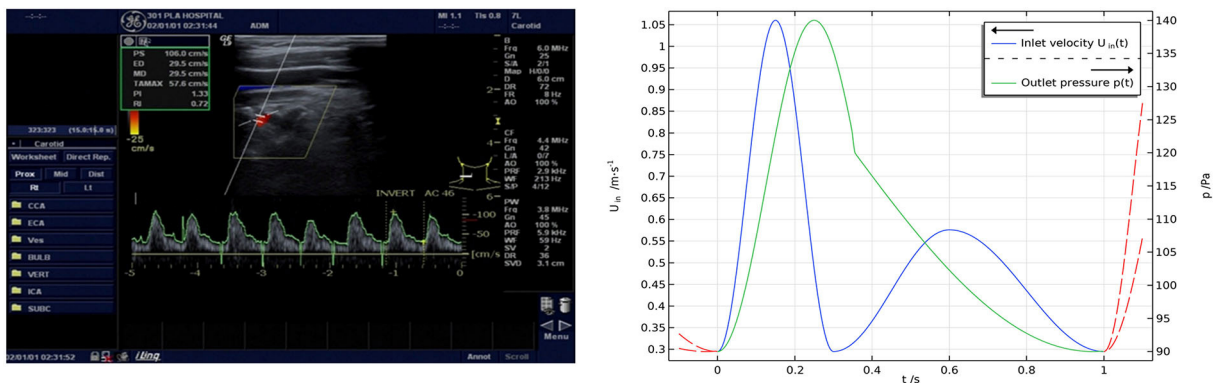 301 PLA HOSPITAL
02/01/01 02:31:44
ADM
MI 1.1
TIs 0.8
7L
Carotid
PS 106.0 cm/s
ED 29.5 cm/s
MD 29.5 cm/s
TAMAX 57.6 cm/s
PI 1.33
RI 0.72
-25
cm/s
B
Frq 6.0 MHz
Gn 25
S/A 2/1
Map H/0/0
D 6.0 cm
DR 72
FR 8 Hz
AO 100 %
CF
Frq 4.4 MHz
Gn 42
L/A 0/7
AO 100 %
PRF 2.9 kHz
WF 213 Hz
S/P 4/12
PW
Frq 3.8 MHz
Gn 45
AO 100 %
PRF 5.9 kHz
WF 59 Hz
SV 2
DR 36
SVD 3.1 cm
2
4
6
INVERT AC 46
-100
-50
[cm/s
-5 -3 -2 -1 0
323:323
Carotid
Worksheet Direct Rep.
Prox Mid Dist
CCA
ECA
Ves
BULB
VERT
ICA
SUBC
Menu
02/01/01 02:31:52
Annot Scroll
Inlet velocity U in(t)
Outlet pressure p(t)
U in /m·s-1
1.05
1
0.95
0.9
0.85
0.8
0.75
0.7
0.65
0.6
0.55
0.5
0.45
0.4
0.35
0.3
0 0.2 0.4 0.6 0.8 1
t /s
140
135
130
125
120
115
110
105
100
95
90
p /Pa